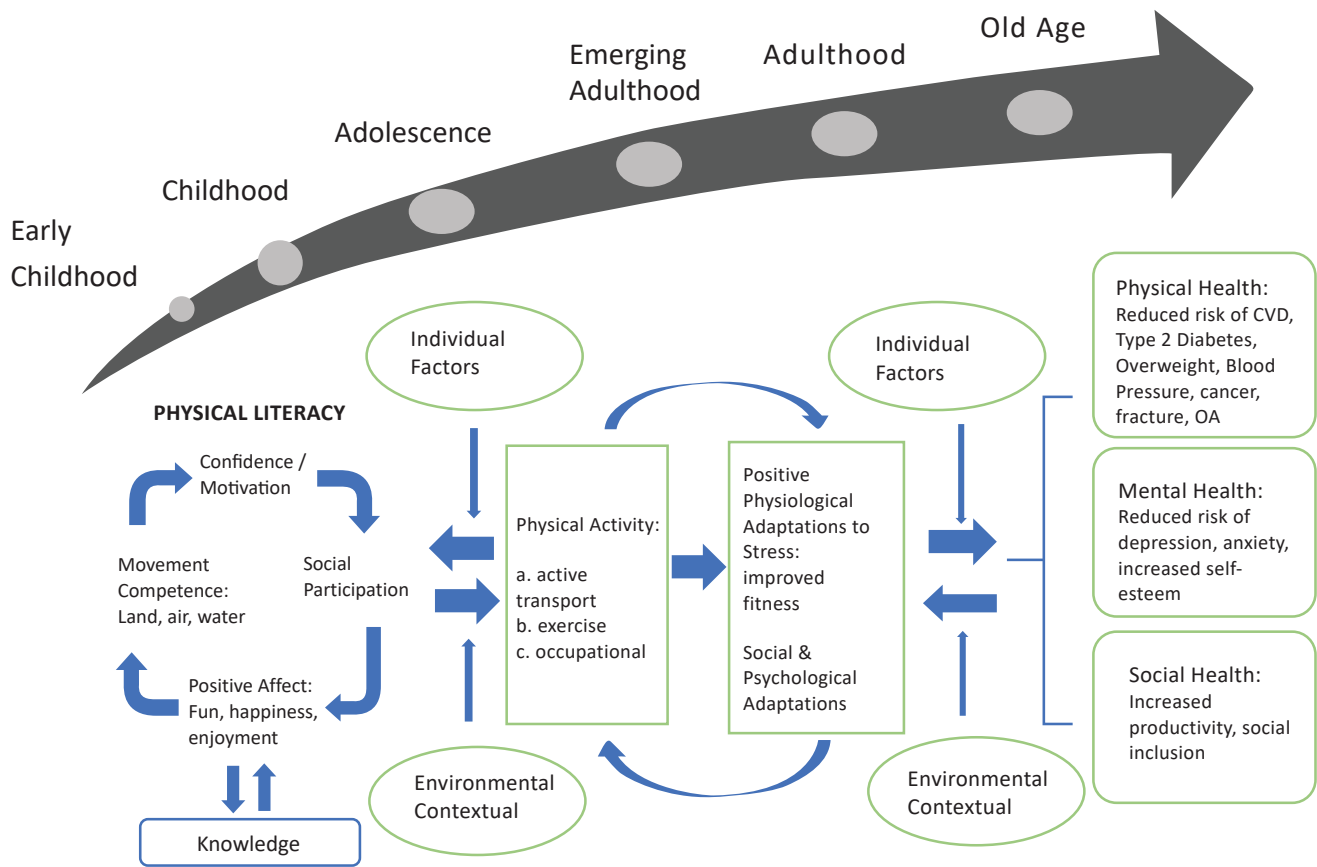 Old Age
Adulthood
Emerging
Adulthood
Adolescence
Childhood
Early
Childhood
PHYSICAL LITERACY
Confidence /
Motivation
Movement
Competence:
Land, air, water
Social
Participation
Positive Affect:
Fun, happiness,
enjoyment
Knowledge
Individual
Factors
Physical Activity:
a. active
transport
b. exercise
c. occupational
Environmental
Contextual
Positive
Physiological
Adaptations to
Stress:
improved
fitness
Social &
Psychological
Adaptations
Individual
Factors
Environmental
Contextual
Physical Health:
Reduced risk of CVD,
Type 2 Diabetes,
Overweight, Blood
Pressure, cancer,
fracture, OA
Mental Health:
Reduced risk of
depression, anxiety,
increased self-
esteem
Social Health:
Increased
productivity, social
inclusion